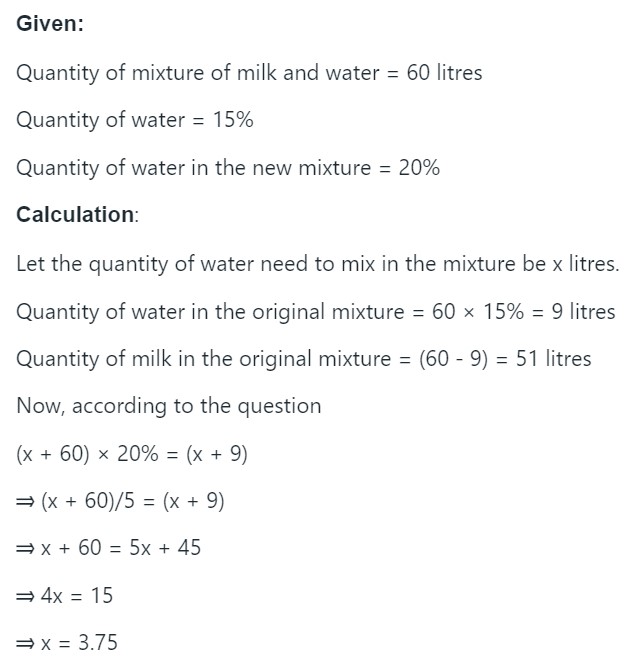 Given:
Quantity of mixture of milk and water = 60 litres
Quantity of water = 15%
Quantity of water in the new mixture = 20%
Calculation:
Let the quantity of water need to mix in the mixture be x litres.
Quantity of water in the original mixture = 60 × 15% = 9 litres
Quantity of milk in the original mixture = (60 - 9) = 51 litres
Now, according to the question
(x + 60) × 20% = (x + 9)
⇒ (x + 60)/5 = (x + 9)
⇒ x + 60 = 5x + 45
⇒ 4x = 15
⇒ x = 3.75